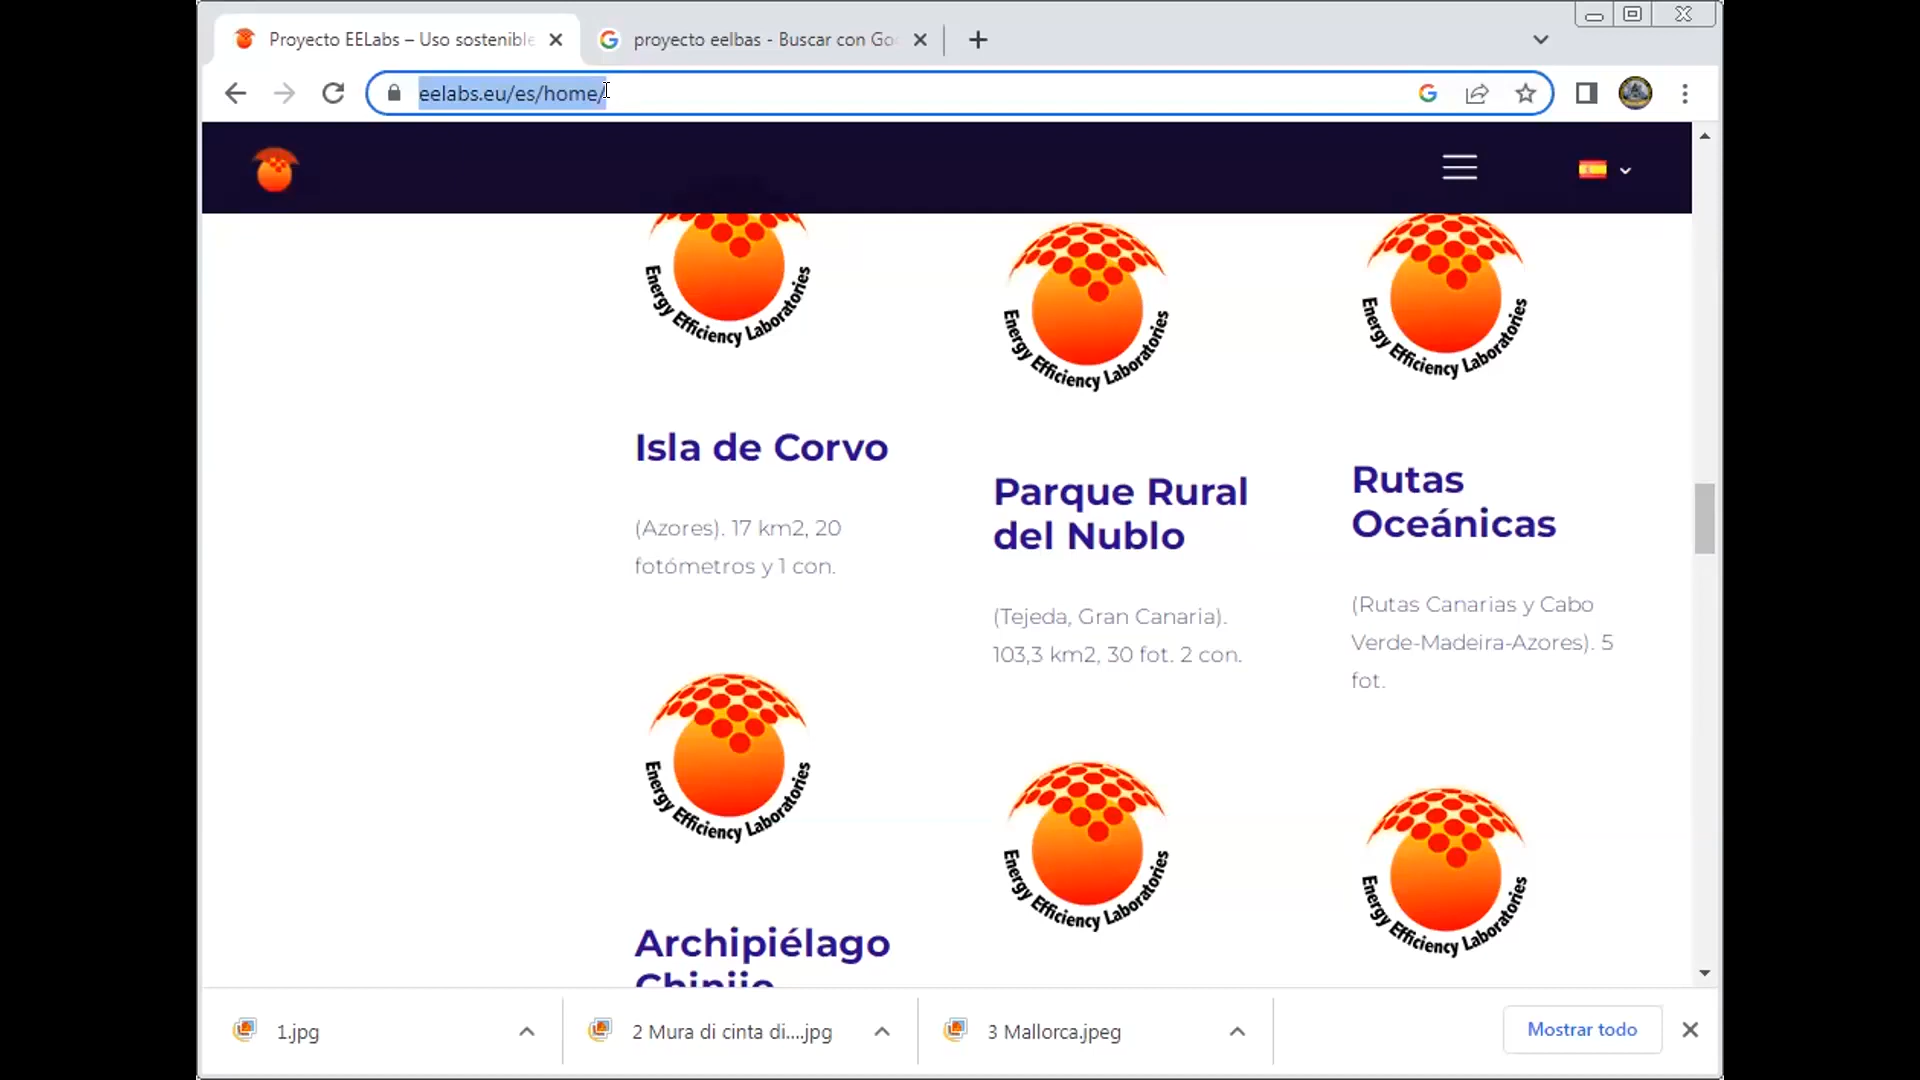 Proyecto EELabs – Uso sostenible
proyecto eelbas - Buscar con Go
eelabs.eu/es/home/
Energy Efficiency Laboratories
Energy Efficiency Laboratories
Energy Efficiency Laboratories
Isla de Corvo
(Azores). 17 km2, 20
fotómetros y 1 con.
Parque Rural
del Nublo
(Tejeda, Gran Canaria).
103,3 km2, 30 fot. 2 con.
Rutas
Oceánicas
(Rutas Canarias y Cabo
Verde-Madeira-Azores). 5
fot.
Energy Efficiency Laboratories
Energy Efficiency Laboratories
Energy Efficiency Laboratories
Archipiélago
Chinijo
1.jpg
2 Mura di cinta di....jpg
3 Mallorca.jpeg
Mostrar todo